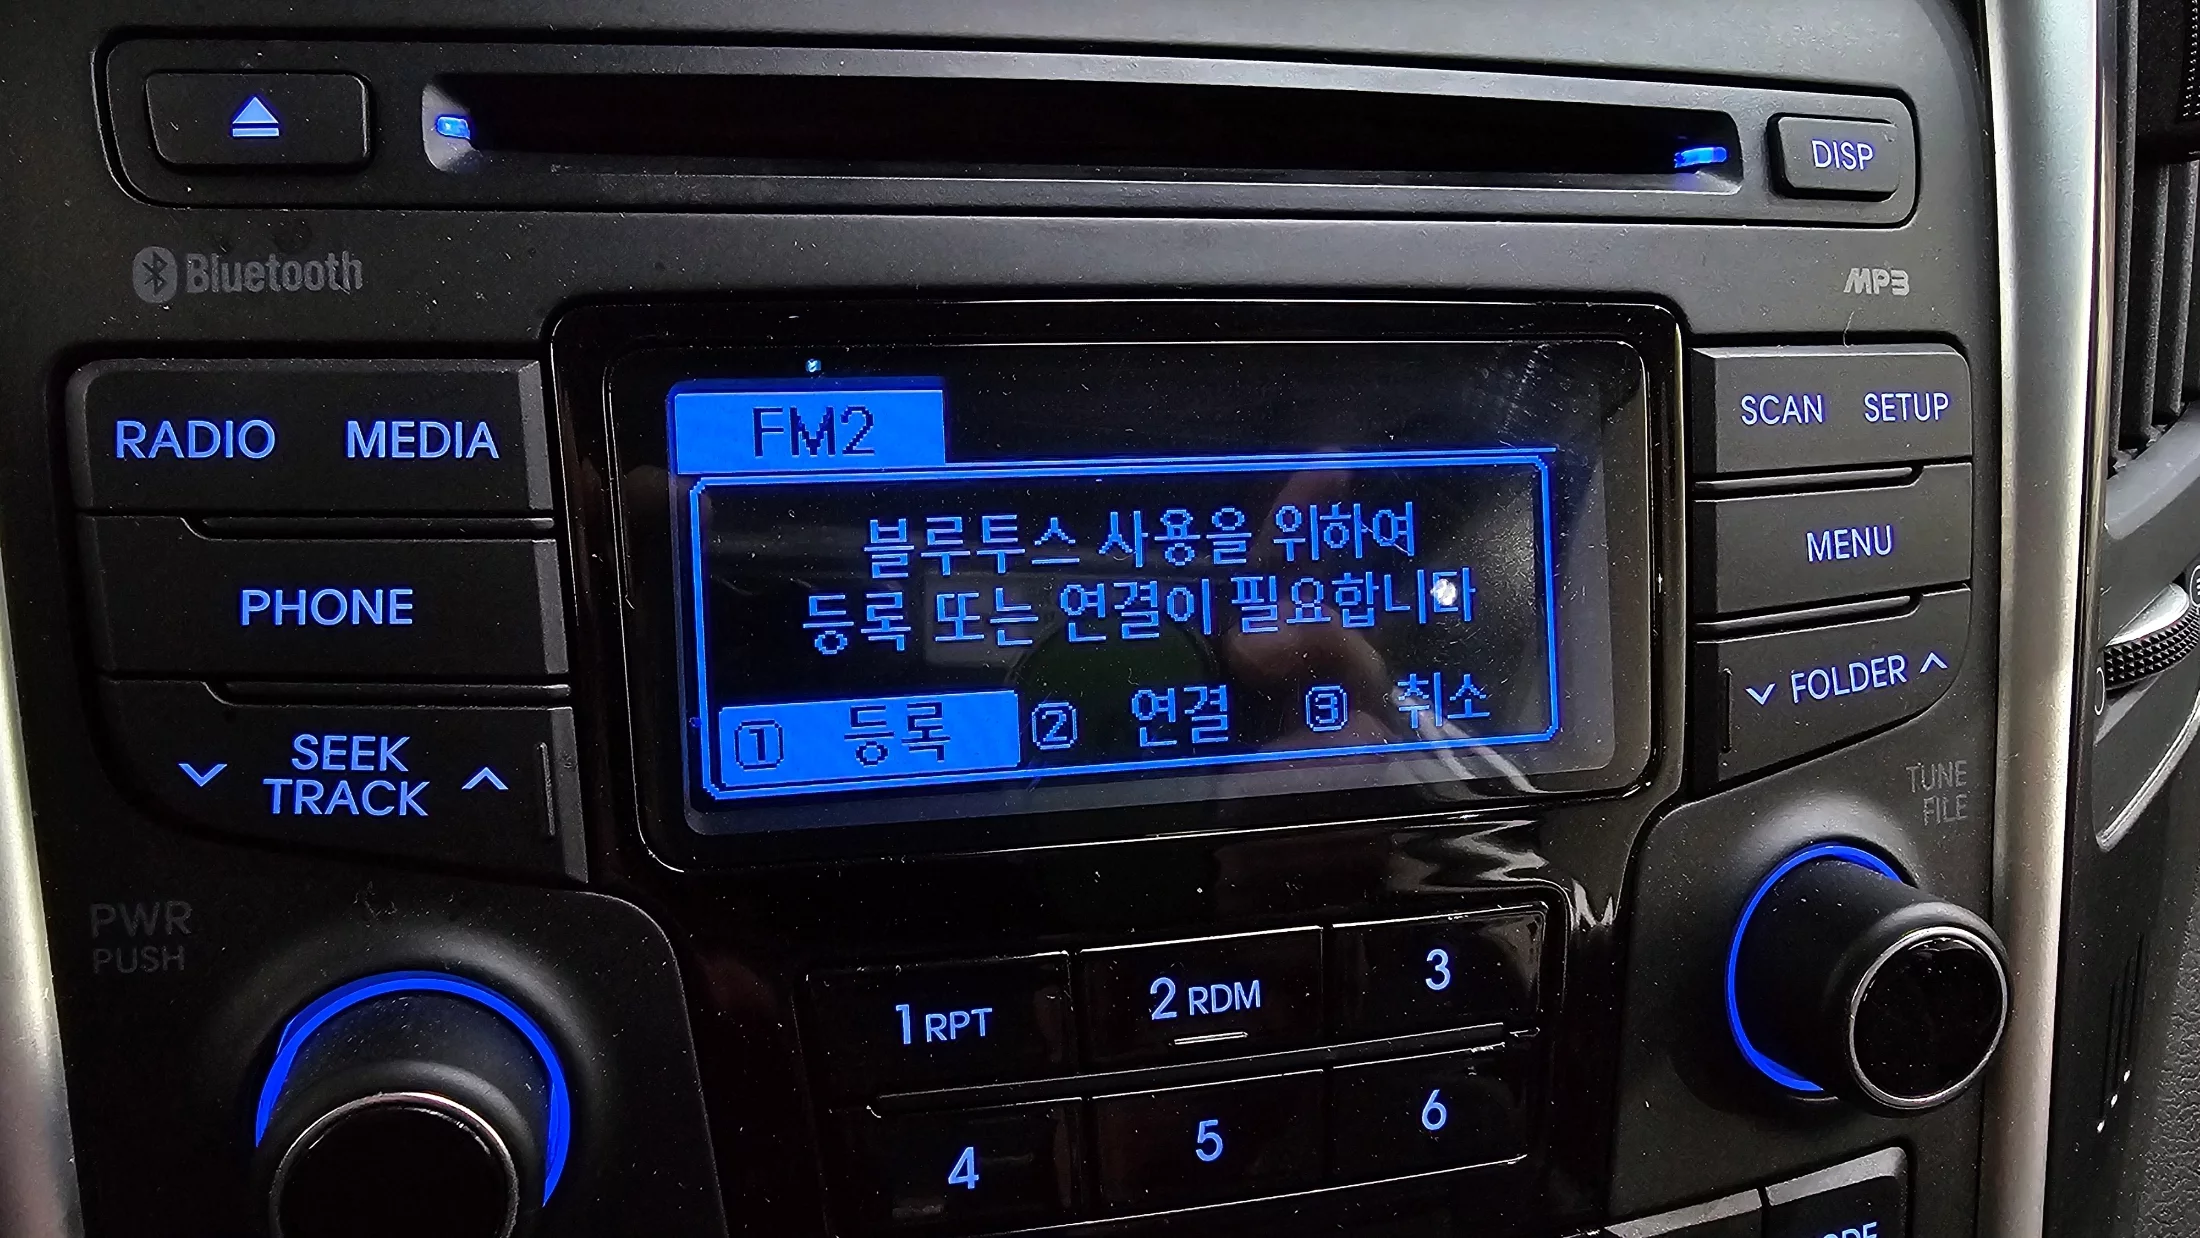 DISP
Bluetooth
MP3
RADIO MEDIA
PHONE
SEEK
TRACK
PWR
PUSH
FM2
블루투스 사용을 위하여
등록 또는 연결이 필요합니다
① 등록 ② 연결 ③ 취소
SCAN SETUP
MENU
FOLDER
TUNE
FILE
1 RPT 2 RDM 3
4 5 6